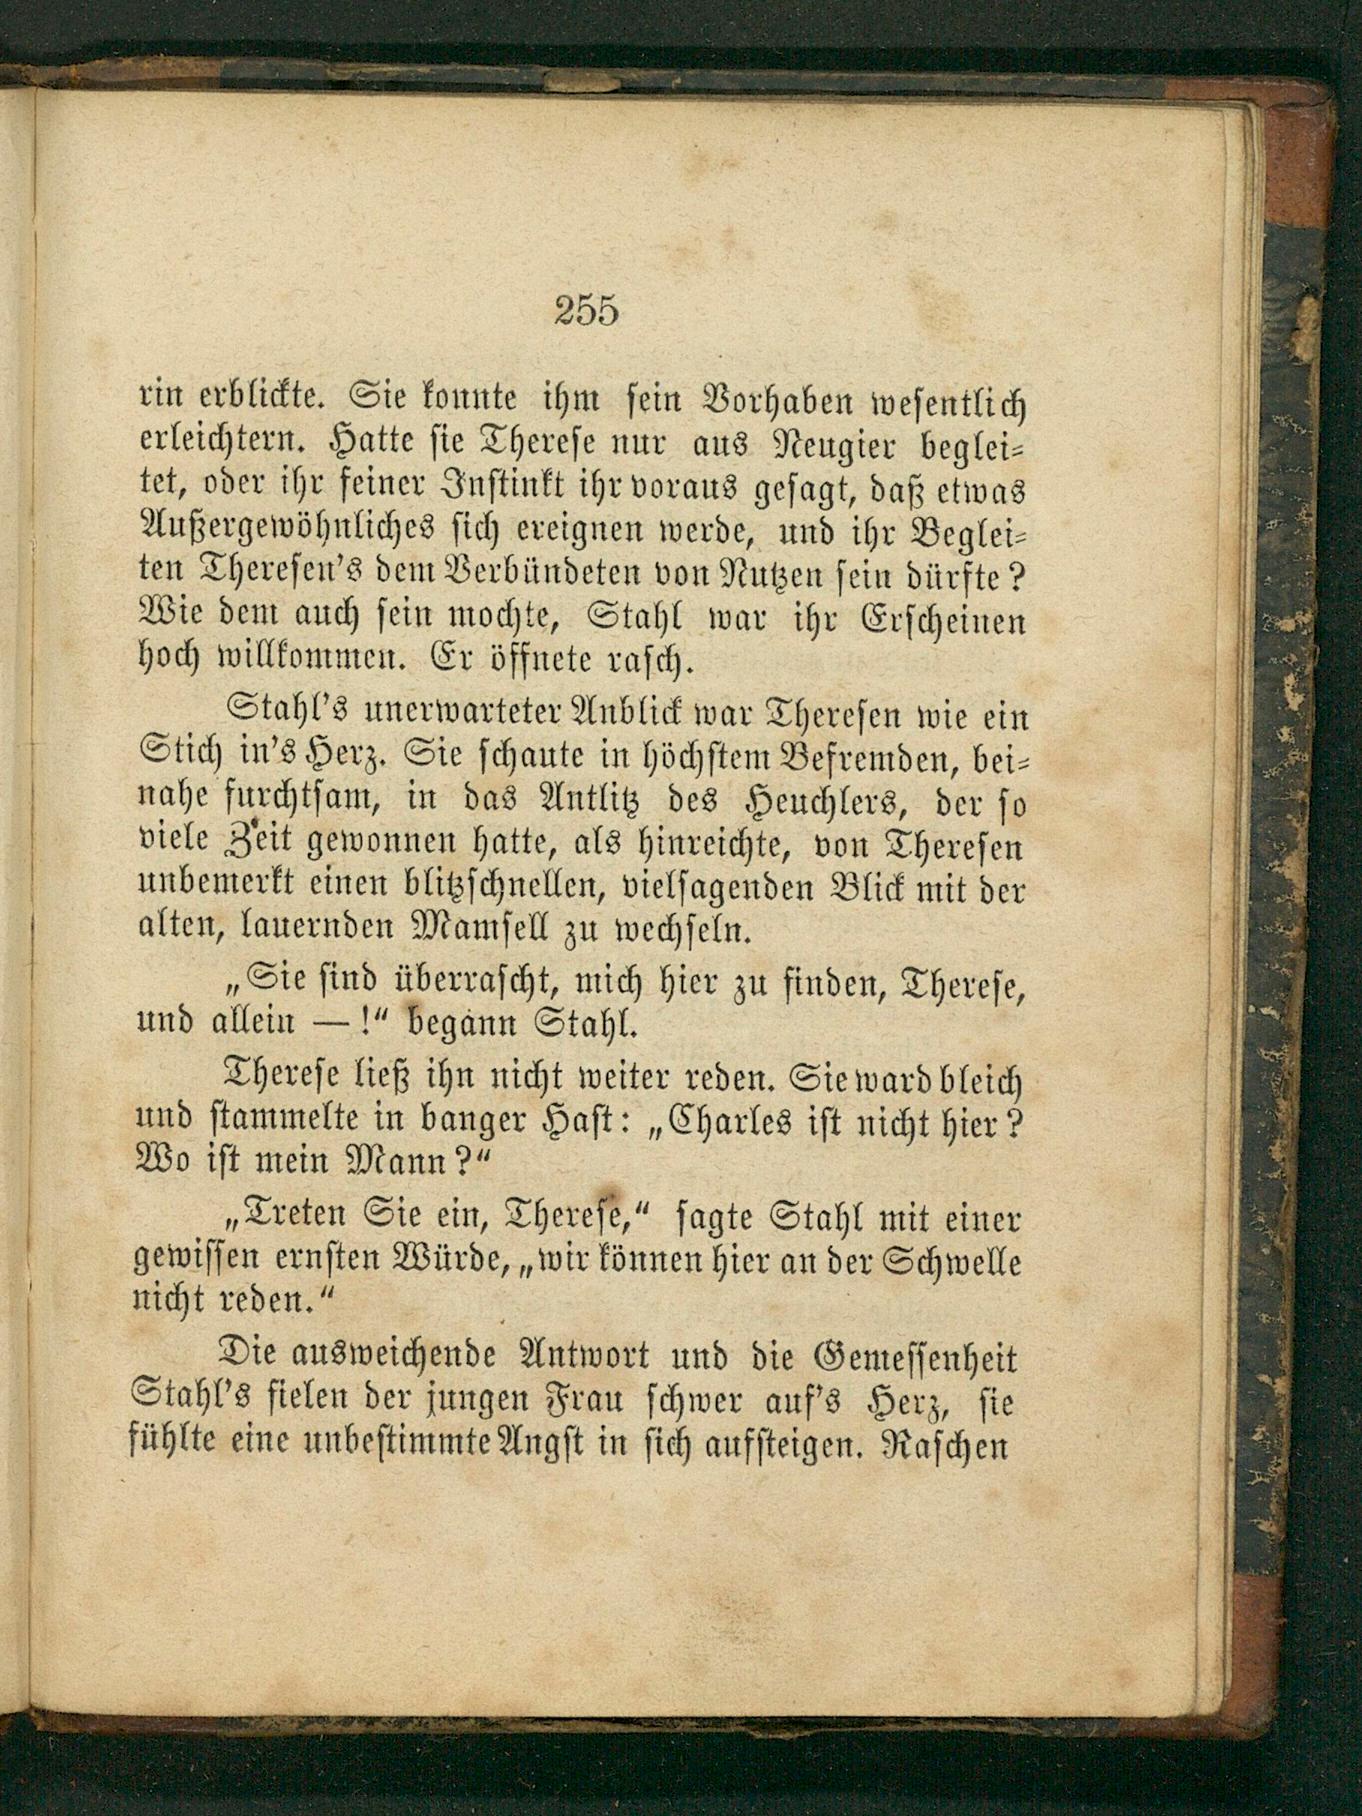 255
rin erblickte. Sie konnte ihm sein Vorhaben wesentlich
erleichtern. Hatte sie Therese nur aus Neugier beglei-
tet, oder ihr feiner Instinkt ihr voraus gesagt, daß etwas
Außergewöhnliches sich ereignen werde, und ihr Beglei-
ten Theresen's dem Verbündeten von Nutzen sein dürfte?
Wie dem auch sein mochte, Stahl war ihr Erscheinen
hoch willkommen. Er öffnete rasch.
Stahl's unerwarteter Anblick war Theresen wie ein
Stich in's Herz. Sie schaute in höchstem Befremden, bei-
nahe furchtsam, in das Antlitz des Heuchlers, der so
viele Zeit gewonnen hatte, als hinreichte, von Theresen
unbemerkt einen blitzschnellen, vielsagenden Blick mit der
alten, lauernden Mamsell zu wechseln.
„Sie sind überrascht, mich hier zu finden, Therese,
und allein — !“ begann Stahl.
Therese ließ ihn nicht weiter reden. Sie ward bleich
und stammelte in banger Hast: „Charles ist nicht hier?
Wo ist mein Mann?“
„Treten Sie ein, Therese,“ sagte Stahl mit einer
gewissen ernsten Würde, „wir können hier an der Schwelle
nicht reden.“
Die ausweichende Antwort und die Gemessenheit
Stahl's fielen der jungen Frau schwer auf's Herz, sie
fühlte eine unbestimmte Angst in sich aufsteigen. Raschen